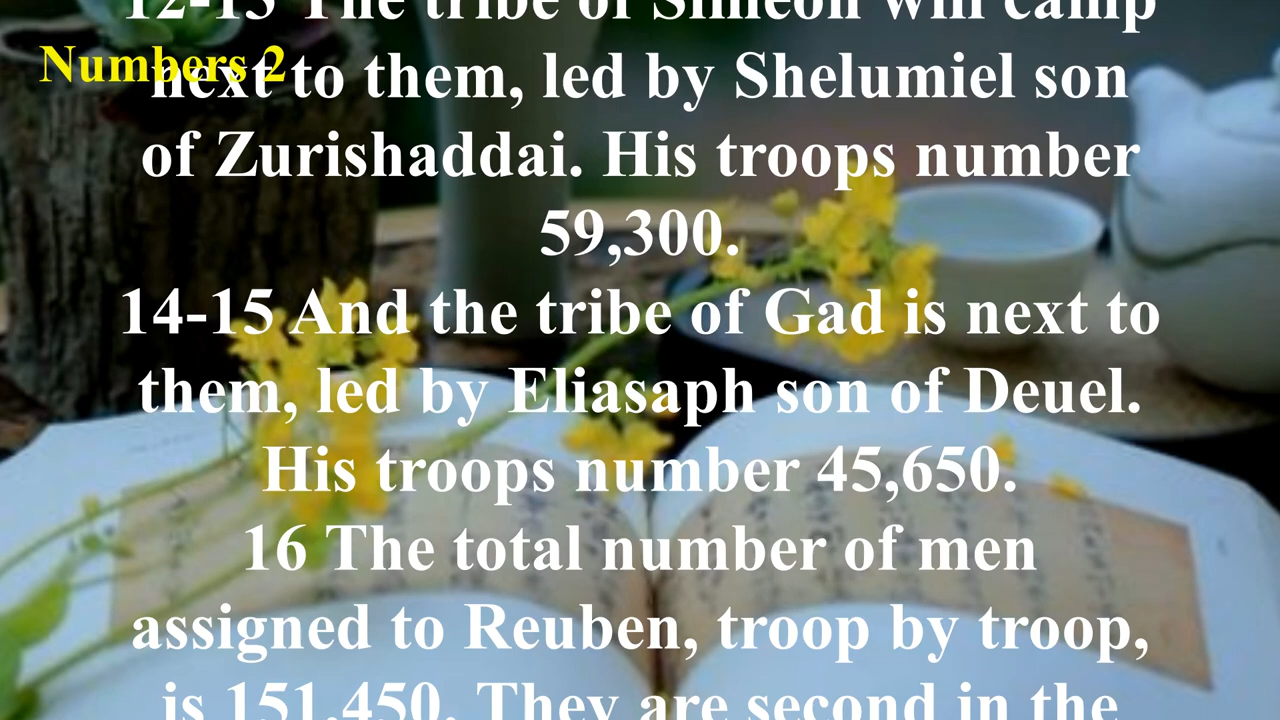 12-13 The tribe of Simeon will camp
Numbers 2
next to them, led by Shelumiel son
of Zurishaddai. His troops number
59,300.
14-15 And the tribe of Gad is next to
them, led by Eliasaph son of Deuel.
His troops number 45,650.
16 The total number of men
assigned to Reuben, troop by troop,
is 151,450. They are second in the